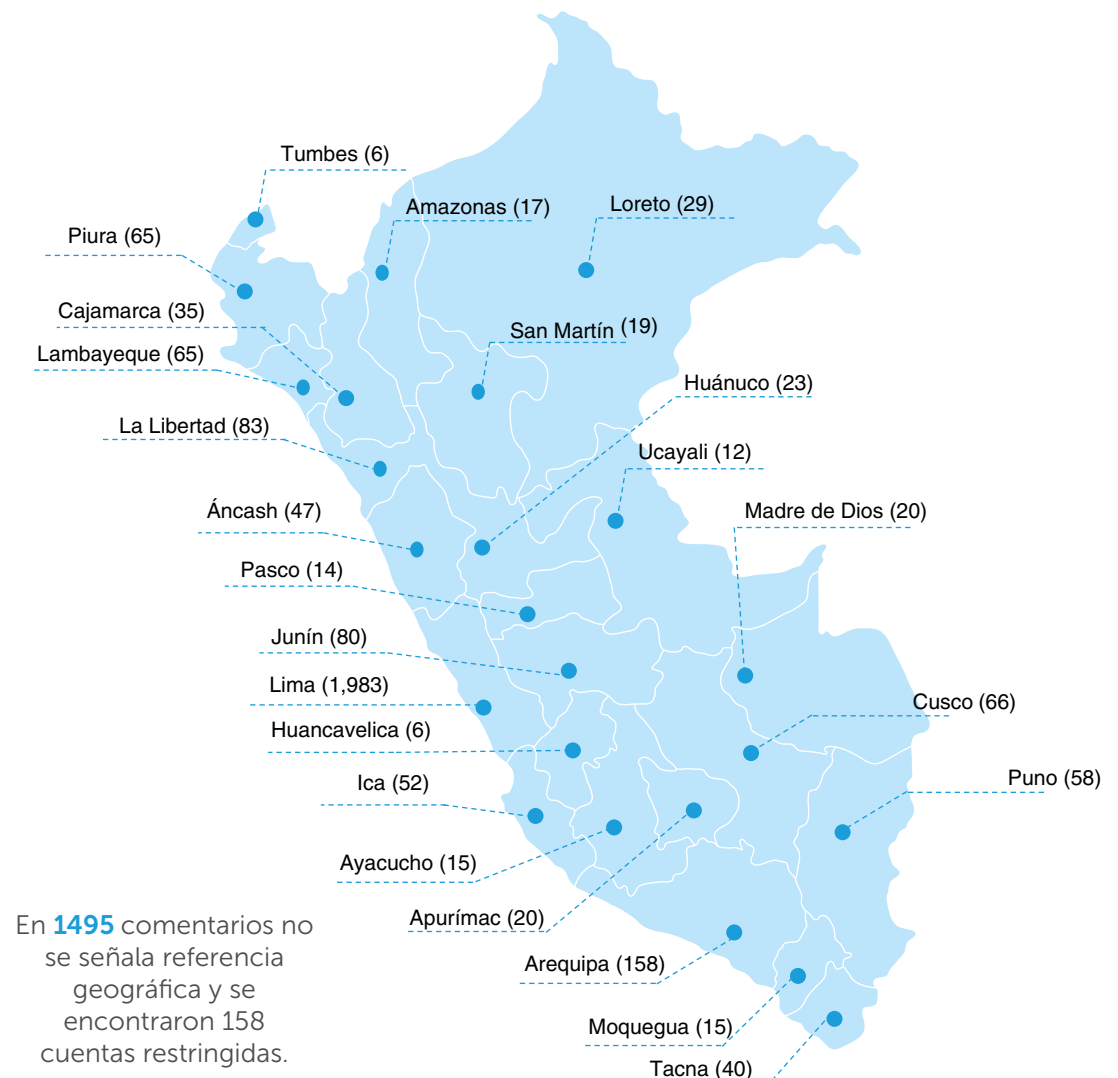 Tumbes (6)
Amazonas (17)
Loreto (29)
Piura (65)
Cajamarca (35)
San Martín (19)
Lambayeque (65)
Huánuco (23)
La Libertad (83)
Ucayali (12)
Áncash (47)
Madre de Dios (20)
Pasco (14)
Junín (80)
Lima (1,983)
Cusco (66)
Huancavelica (6)
Puno (58)
Ica (52)
Ayacucho (15)
Apurímac (20)
Arequipa (158)
Moquegua (15)
Tacna (40)
En 1495 comentarios no
se señala referencia
geográfica y se
encontraron 158
cuentas restringidas.